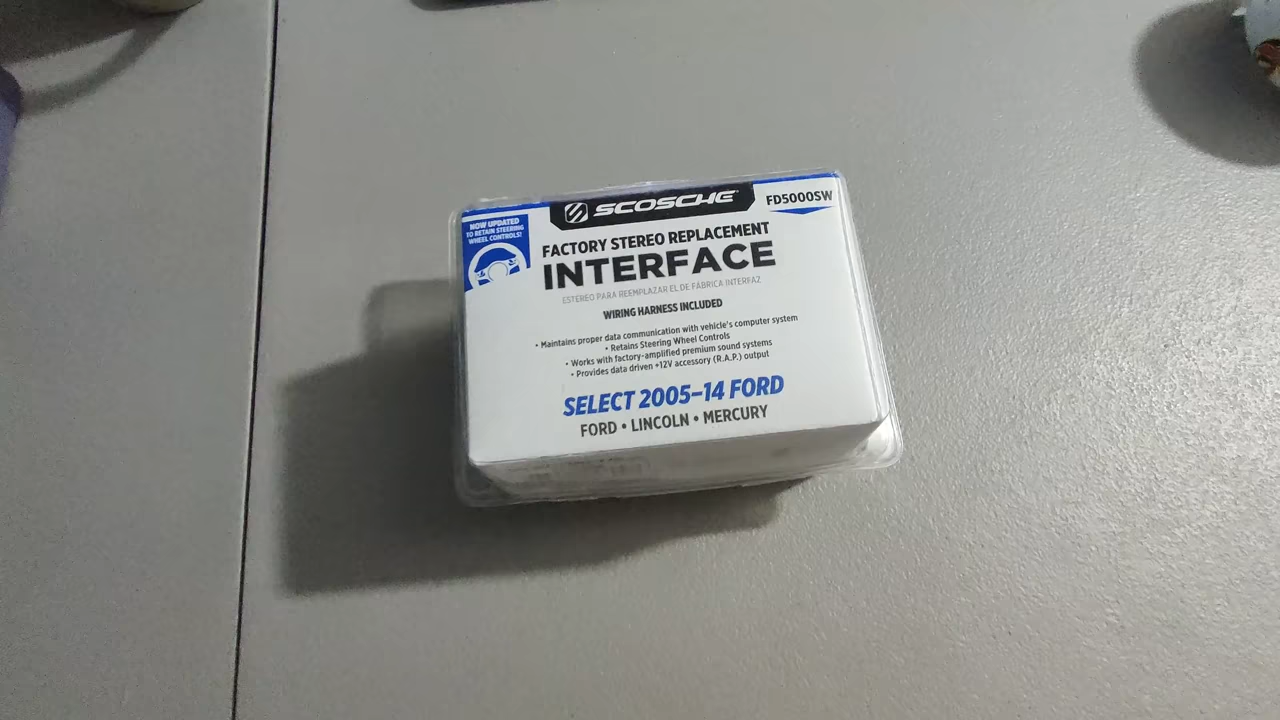 SCOSCHE
FD5000SW
NOW UPDATED
TO RETAIN STEERING
WHEEL CONTROLS!
FACTORY STEREO REPLACEMENT
INTERFACE
ESTÉREO PARA REEMPLAZAR EL DE FÁBRICA INTERFAZ
WIRING HARNESS INCLUDED
• Maintains proper data communication with vehicle's computer system
• Retains Steering Wheel Controls
• Works with factory-amplified premium sound systems
• Provides data driven +12V accessory (R.A.P.) output
SELECT 2005–14 FORD
FORD • LINCOLN • MERCURY